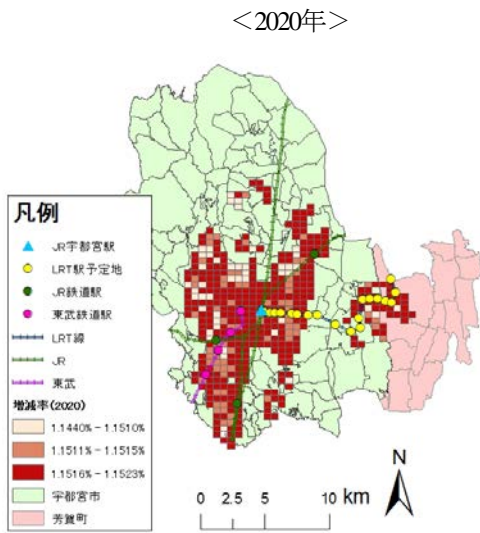 ＜2020年＞
凡例
JR宇都宮駅
LRT駅予定地
JR鉄道駅
東武鉄道駅
LRT線
JR
東武
増減率(2020)
1.1440% - 1.1510%
1.1511% - 1.1515%
1.1516% - 1.1523%
宇都宮市
芳賀町
N
0 2.5 5 10 km